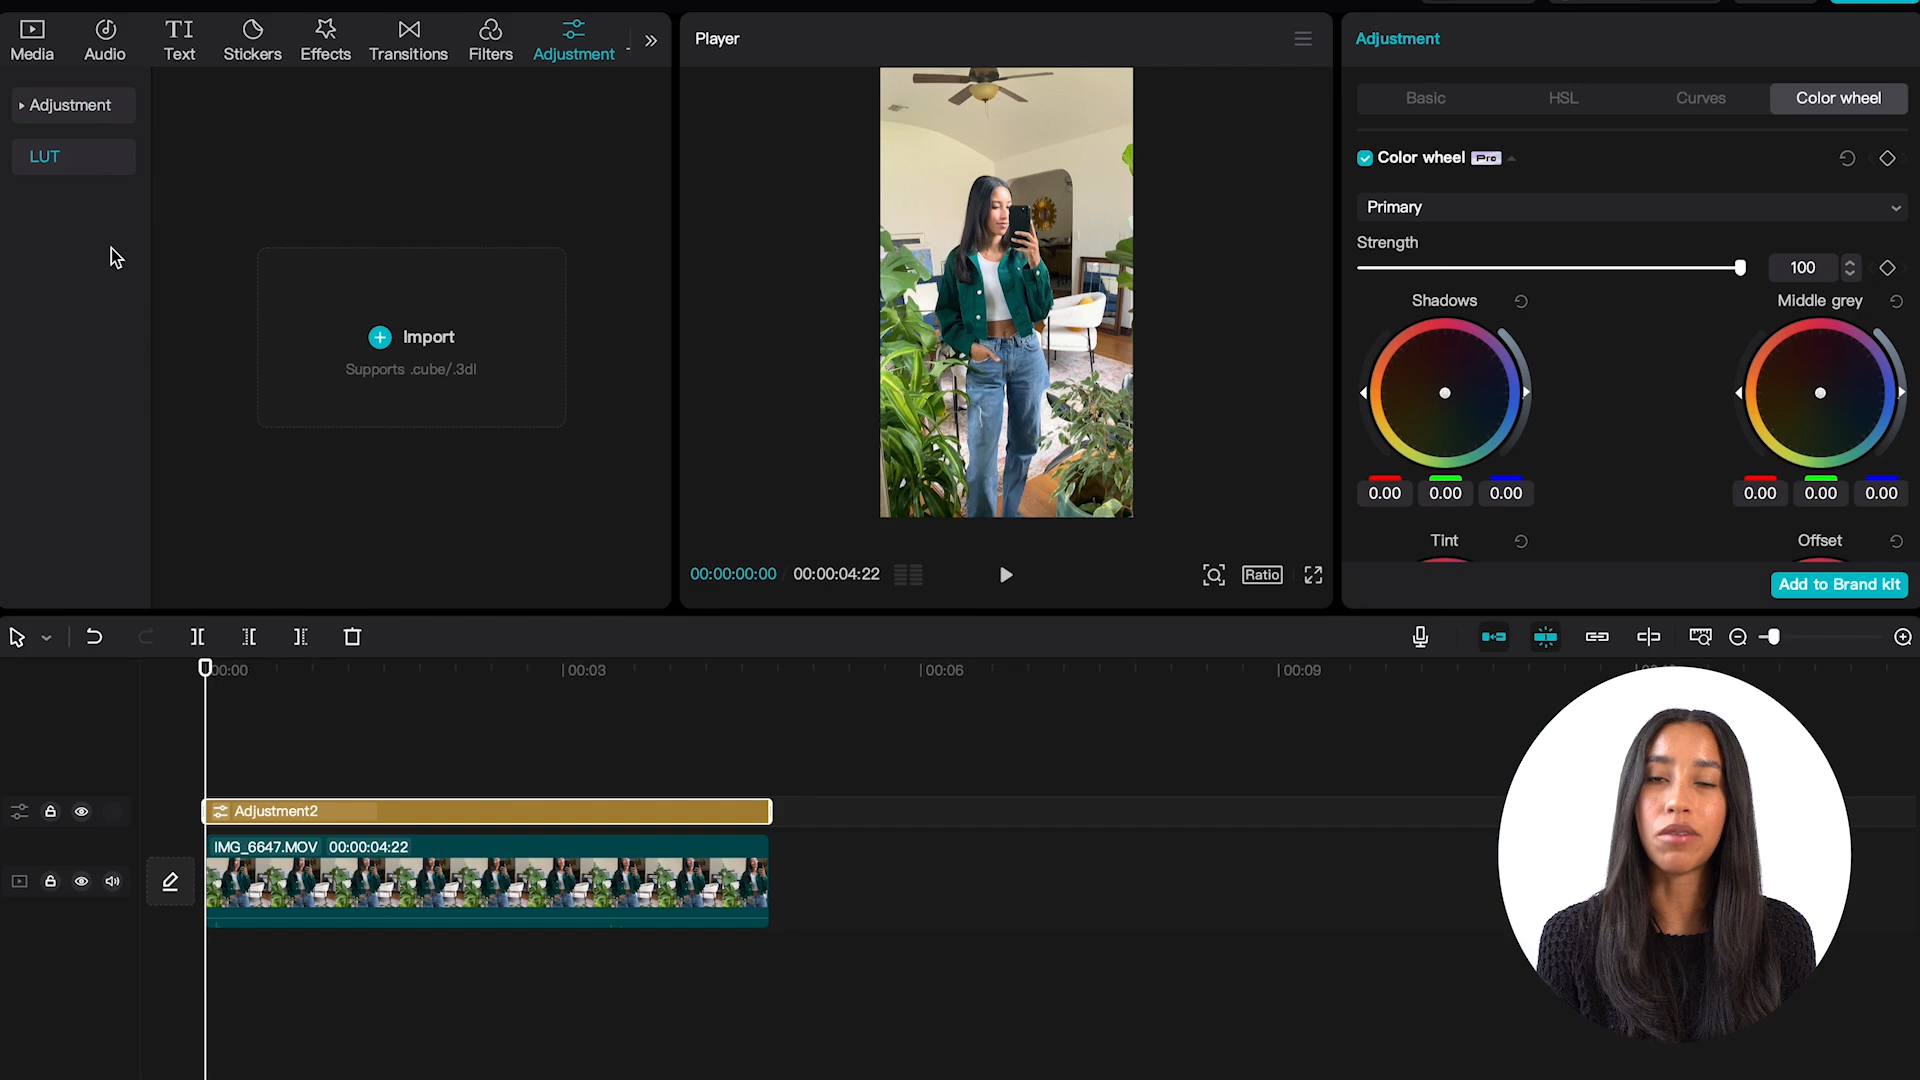 Media
Audio
TI
Text
Stickers
Effects
Transitions
Filters
Adjustment
Adjustment
LUT
Import
Supports .cube/.3dl
Player
00:00:00:00 00:00:04:22
Ratio
Adjustment
Basic HSL Curves Color wheel
Color wheel Pro
Primary
Strength
100
Shadows Middle grey
0.00 0.00 0.00 0.00 0.00 0.00
Tint Offset
Add to Brand kit
00:00 00:03 00:06 00:09
Adjustment2
IMG_6647.MOV 00:00:04:22